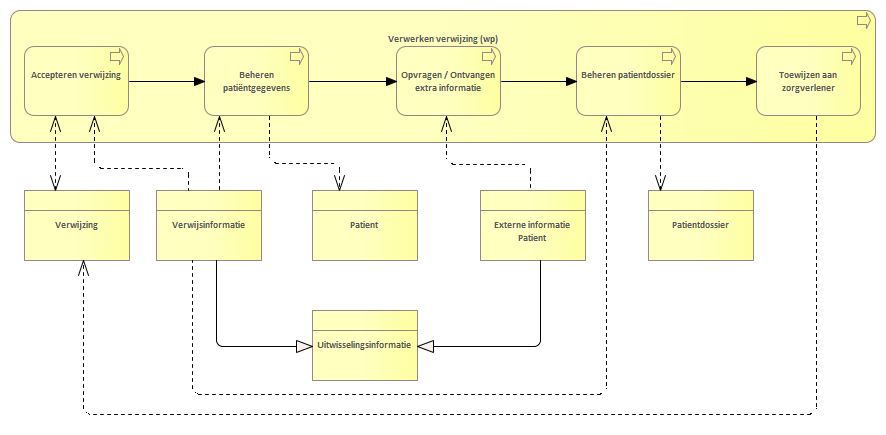 Verwerken verwijzing (wp)
Accepteren verwijzing
Beheren
patiëntgegevens
Opvragen / Ontvangen
extra informatie
Beheren patientdossier
Toewijzen aan
zorgverlener
Verwijzing
Verwijsinformatie
Patient
Externe informatie
Patient
Patientdossier
Uitwisselingsinformatie